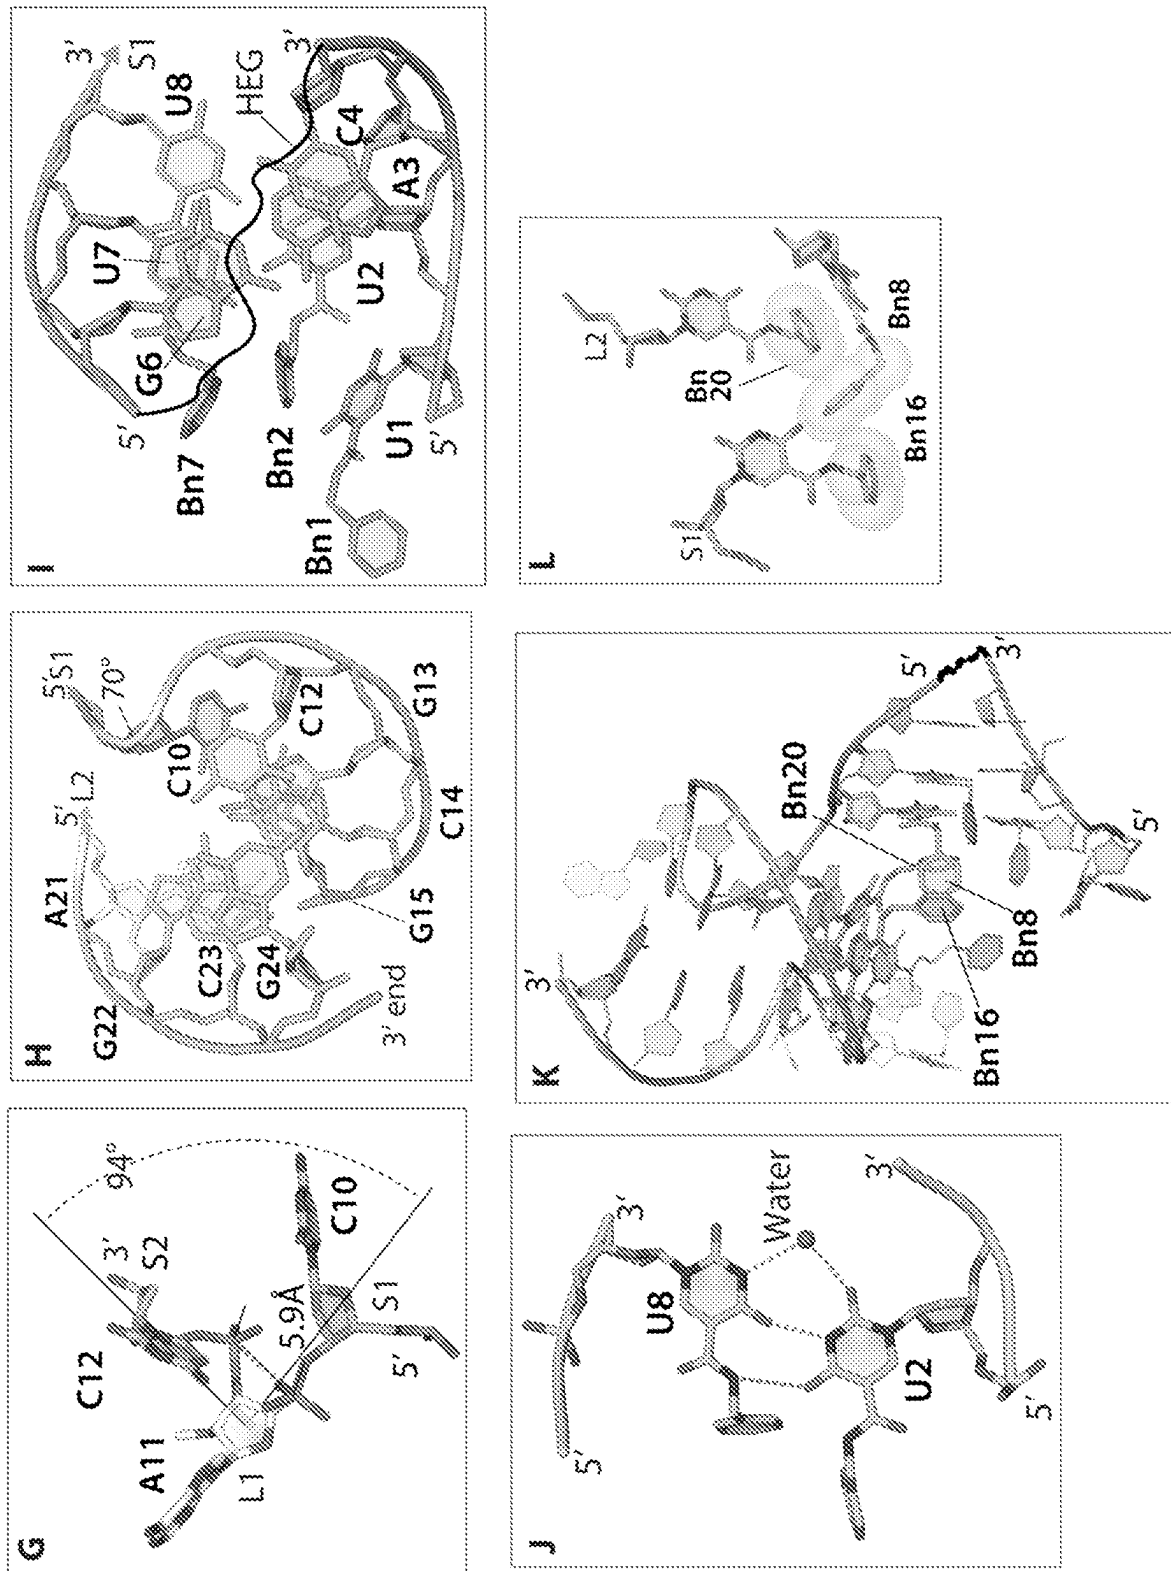 G
94°
3′
S2
C12
A11
L1
5.9Å
C10
S1
5′
H
5′
S1
70°
5′
L2
A21
G22
C23
G24
3′ end
C10
C12
G13
C14
G15
I
5′
3′
S1
G6
U7
U8
HEG
Bn7
3′
Bn2
Bn1
U1
5′
U2
A3
C4
J
5′
3′
U8
Water
U2
5′
3′
K
3′
Bn20
5′
3′
Bn16
Bn8
5′
L
S1
L2
Bn
20
Bn16
Bn8